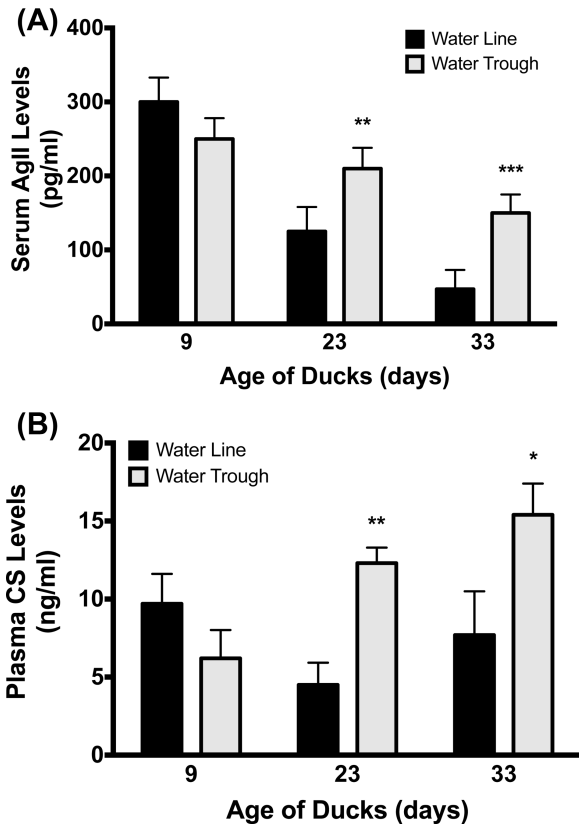 (A)
Water Line
Water Trough
400
300
200
100
0
Serum AgII Levels
(pg/ml)
**
***
9 23 33
Age of Ducks (days)
(B)
Water Line
Water Trough
20
15
10
5
0
Plasma CS Levels
(ng/ml)
**
*
9 23 33
Age of Ducks (days)